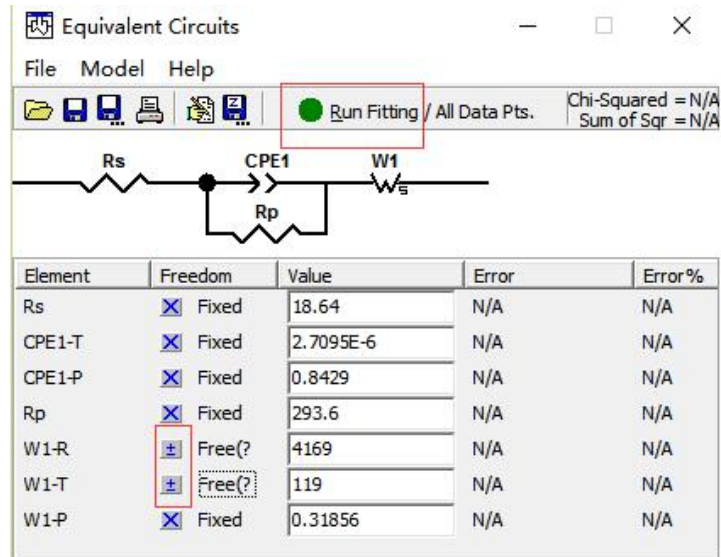 Equivalent Circuits
File Model Help
Run Fitting / All Data Pts.
Chi-Squared = N/A
Sum of Sqr = N/A
Rs CPE1 W1
s
Rp
Element Freedom Value Error Error%
Rs Fixed 18.64 N/A N/A
CPE1-T Fixed 2.7095E-6 N/A N/A
CPE1-P Fixed 0.8429 N/A N/A
Rp Fixed 293.6 N/A N/A
W1-R ± Free(? 4169 N/A N/A
W1-T ± Free(? 119 N/A N/A
W1-P Fixed 0.31856 N/A N/A